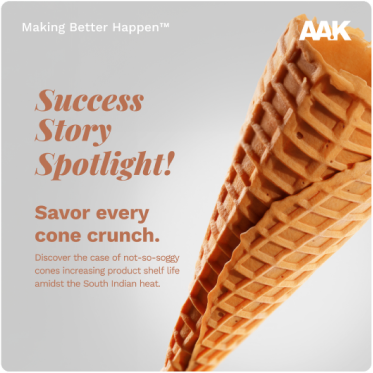 Making Better Happen™
AAK
Success
Story
Spotlight!
Savor every
cone crunch.
Discover the case of not-so-soggy
cones increasing product shelf life
amidst the South Indian heat.